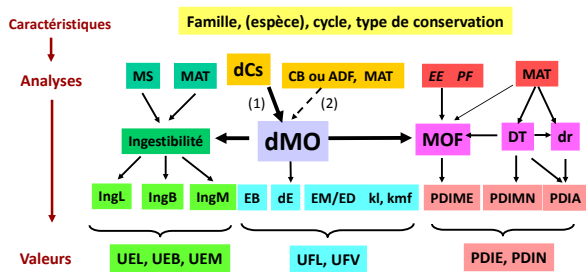 Caractéristiques
Famille, (espèce), cycle, type de conservation
Analyses
MS
MAT
dCs
CB ou ADF, MAT
EE PF
MAT
(1)
(2)
Ingestibilité
dMO
MOF
DT
dr
IngL
IngB
IngM
EB
dE
EM/ED kl, kmf
PDIME
PDIMN
PDIA
Valeurs
UEL, UEB, UEM
UFL, UFV
PDIE, PDIN